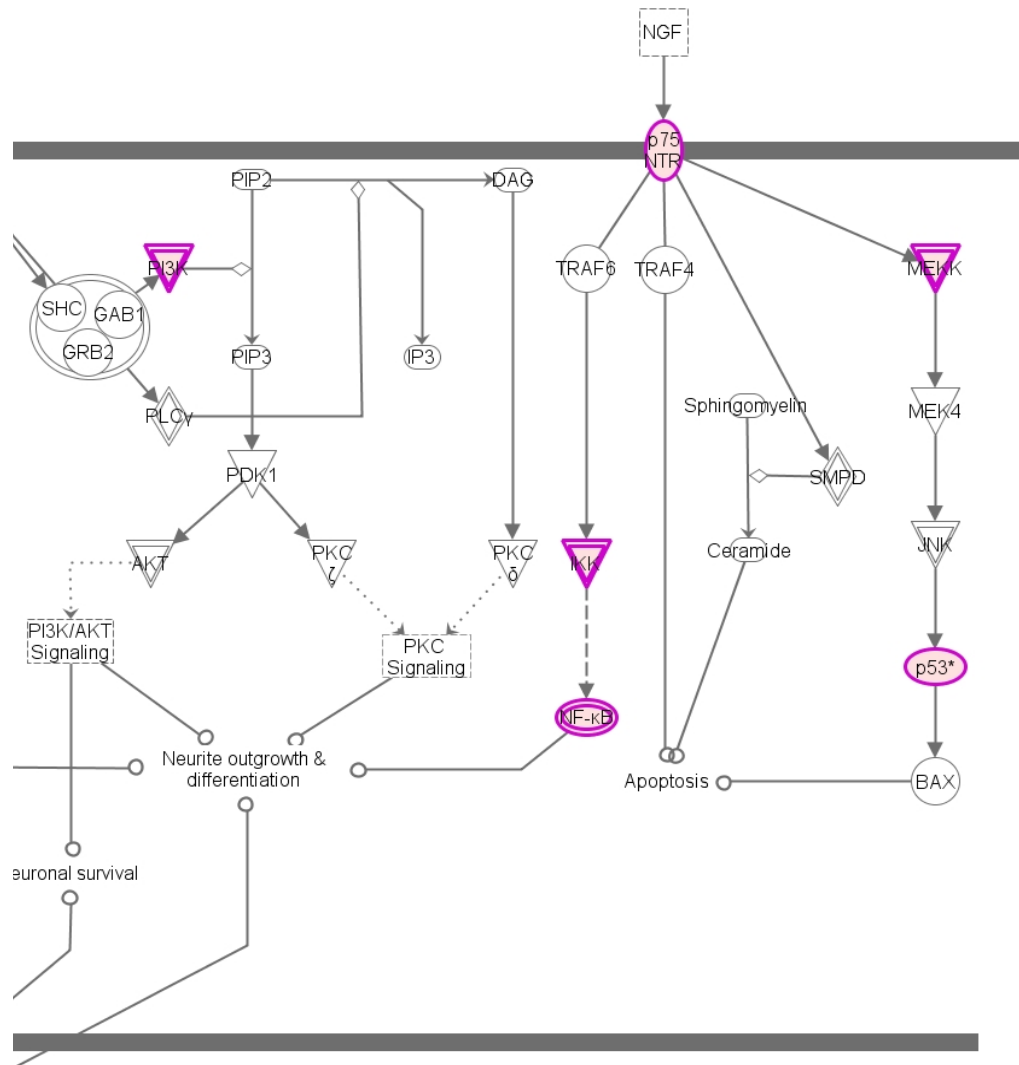 NGF
p75
NTR
PIP2
DAG
PI3K
TRAF6
TRAF4
MEKK
SHC
GAB1
GRB2
PIP3
IP3
PLCγ
Sphingomyelin
MEK4
PDK1
SMPD
AKT
PKC
ζ
PKC
δ
IKK
Ceramide
JNK
PI3K/AKT
Signaling
PKC
Signaling
p53*
NF-κB
Neurite outgrowth &
differentiation
Apoptosis
BAX
euronal survival